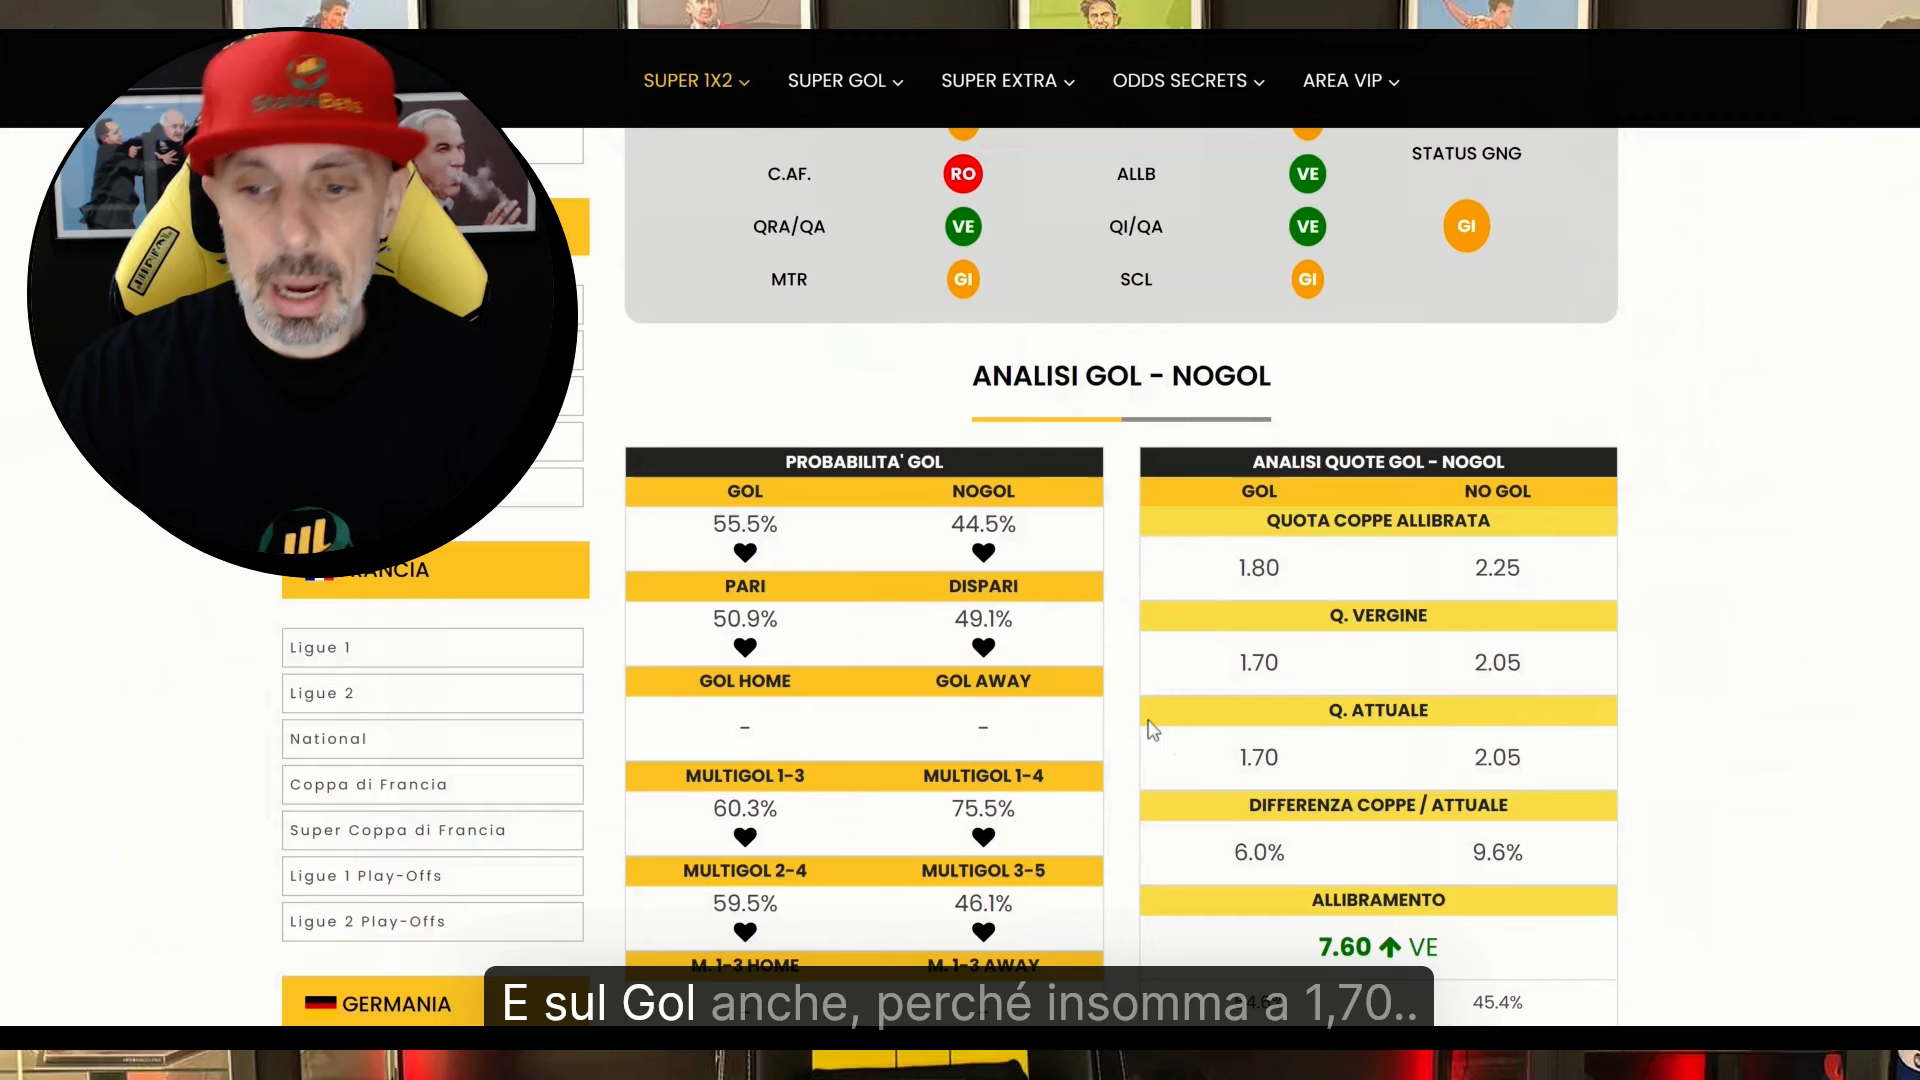 SUPER 1X2
SUPER GOL
SUPER EXTRA
ODDS SECRETS
AREA VIP
Stats4Bets
C.AF.
RO
ALLB
VE
STATUS GNG
QRA/QA
VE
QI/QA
VE
GI
MTR
GI
SCL
GI
ANALISI GOL - NOGOL
PROBABILITA' GOL
GOL
NOGOL
55.5%
44.5%
PARI
DISPARI
50.9%
49.1%
GOL HOME
GOL AWAY
-
-
MULTIGOL 1-3
MULTIGOL 1-4
60.3%
75.5%
MULTIGOL 2-4
MULTIGOL 3-5
59.5%
46.1%
M. 1-3 HOME
M. 1-3 AWAY
ANALISI QUOTE GOL - NOGOL
GOL
NO GOL
QUOTA COPPE ALLIBRATA
1.80
2.25
Q. VERGINE
1.70
2.05
Q. ATTUALE
1.70
2.05
DIFFERENZA COPPE / ATTUALE
6.0%
9.6%
ALLIBRAMENTO
7.60 VE
45.4%
FRANCIA
Ligue 1
Ligue 2
National
Coppa di Francia
Super Coppa di Francia
Ligue 1 Play-Offs
Ligue 2 Play-Offs
GERMANIA
E sul Gol anche, perché insomma a 1,70..